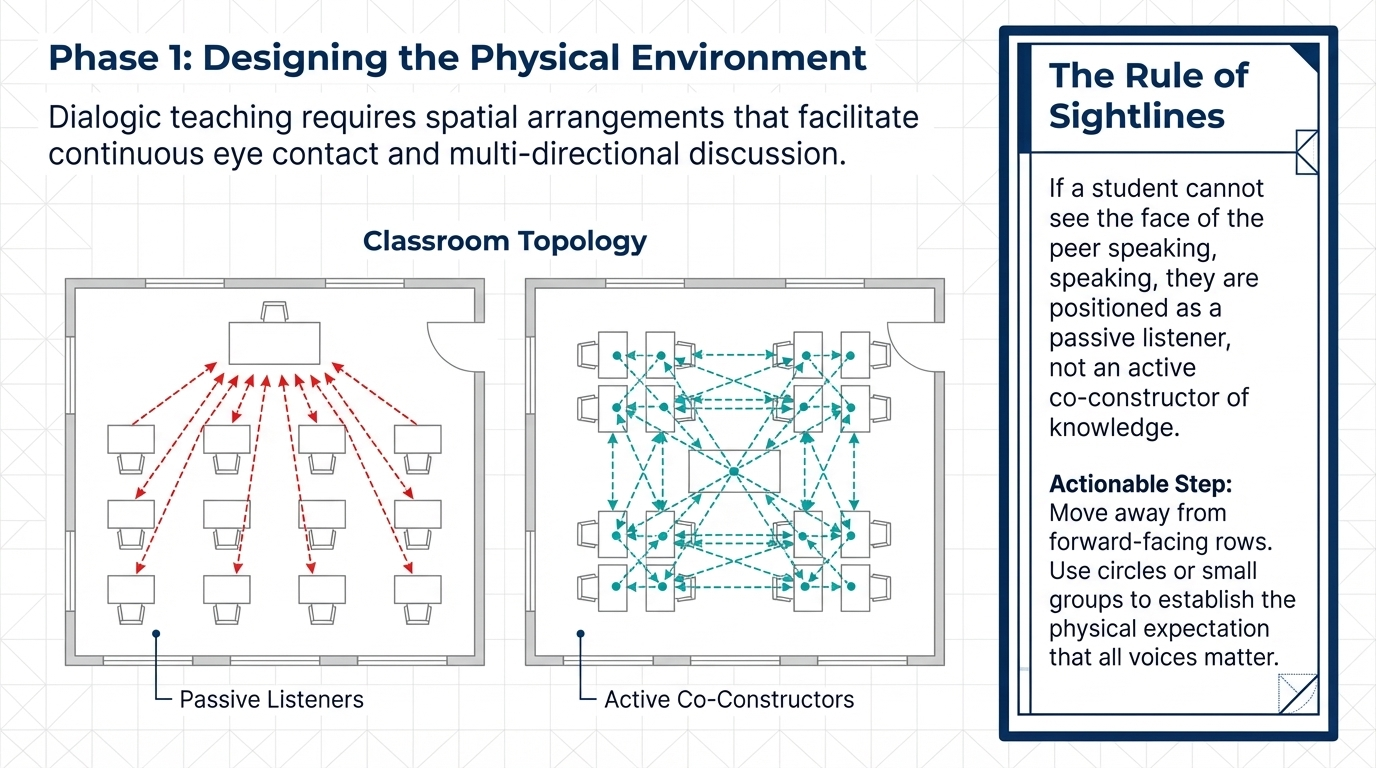 Phase 1: Designing the Physical Environment
Dialogic teaching requires spatial arrangements that facilitate
continuous eye contact and multi-directional discussion.
Classroom Topology
Passive Listeners
Active Co-Constructors
The Rule of
Sightlines
If a student cannot
see the face of the
peer speaking,
speaking, they are
positioned as a
passive listener,
not an active
co-constructor of
knowledge.
Actionable Step:
Move away from
forward-facing rows.
Use circles or small
groups to establish the
physical expectation
that all voices matter.